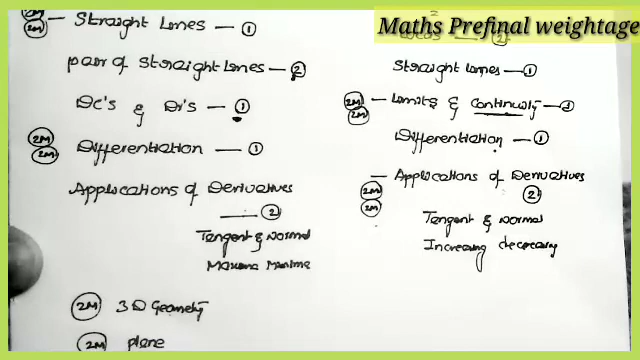 Maths Prefinal weightage
2M
2M - Straight Lines - 1
pair of Straight Lines - 2
DC's & Dr's - 1
2M
2M Differentiation - 1
Applications of Derivatives
- 2
Tangent & Normal
Maxima Minima
2M 3D Geometry
2M plane
2
Straight Lines - 1
2M
2M - Limits & Continuity - 1
Differentiation - 1
- Applications of Derivatives
2M
2M
2
Tangent & Normal
Increasing decreasing